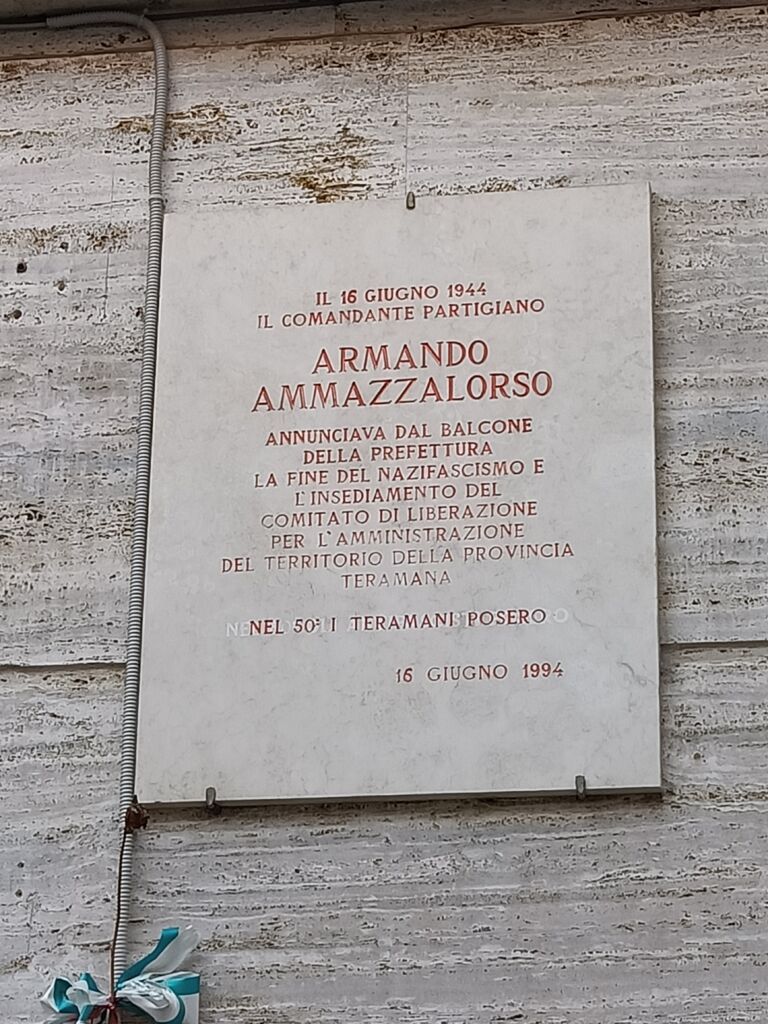 IL 16 GIUGNO 1944
IL COMANDANTE PARTIGIANO
ARMANDO
AMMAZZALORSO
ANNUNCIAVA DAL BALCONE
DELLA PREFETTURA
LA FINE DEL NAZIFASCISMO E
L'INSEDIAMENTO DEL
COMITATO DI LIBERAZIONE
PER L'AMMINISTRAZIONE
DEL TERRITORIO DELLA PROVINCIA
TERAMANA
NEL 50° I TERAMANI POSERO
16 GIUGNO 1994